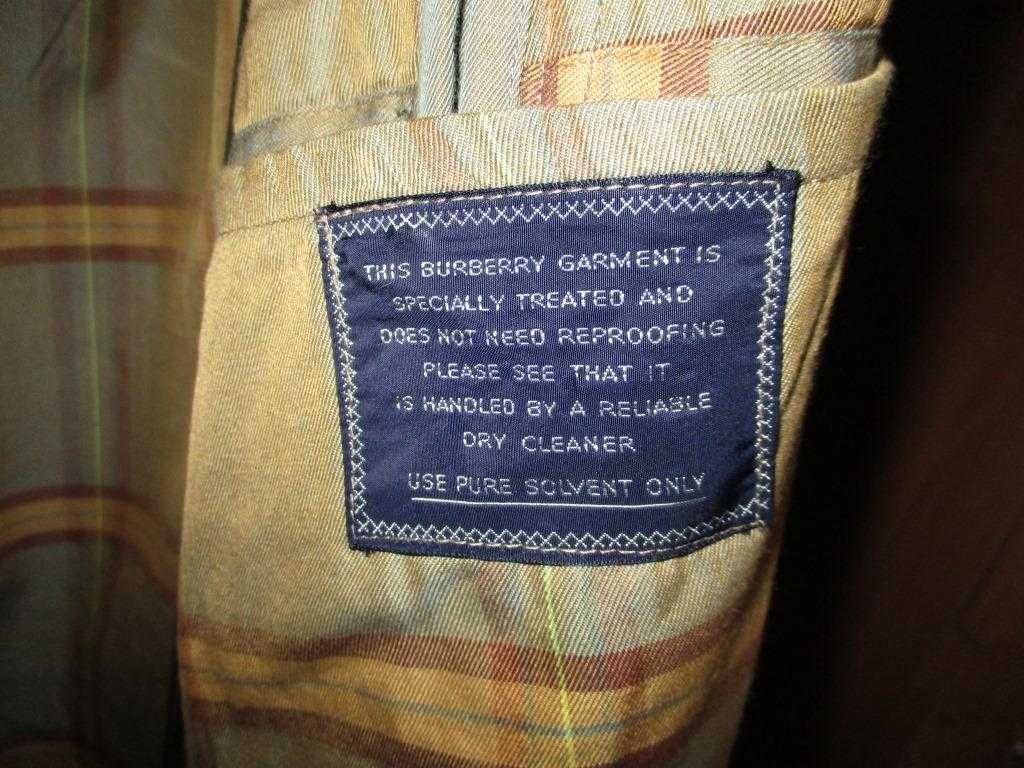 THIS BURBERRY GARMENT IS
SPECIALLY TREATED AND
DOES NOT NEED REPROOFING
PLEASE SEE THAT IT
IS HANDLED BY A RELIABLE
DRY CLEANER
USE PURE SOLVENT ONLY